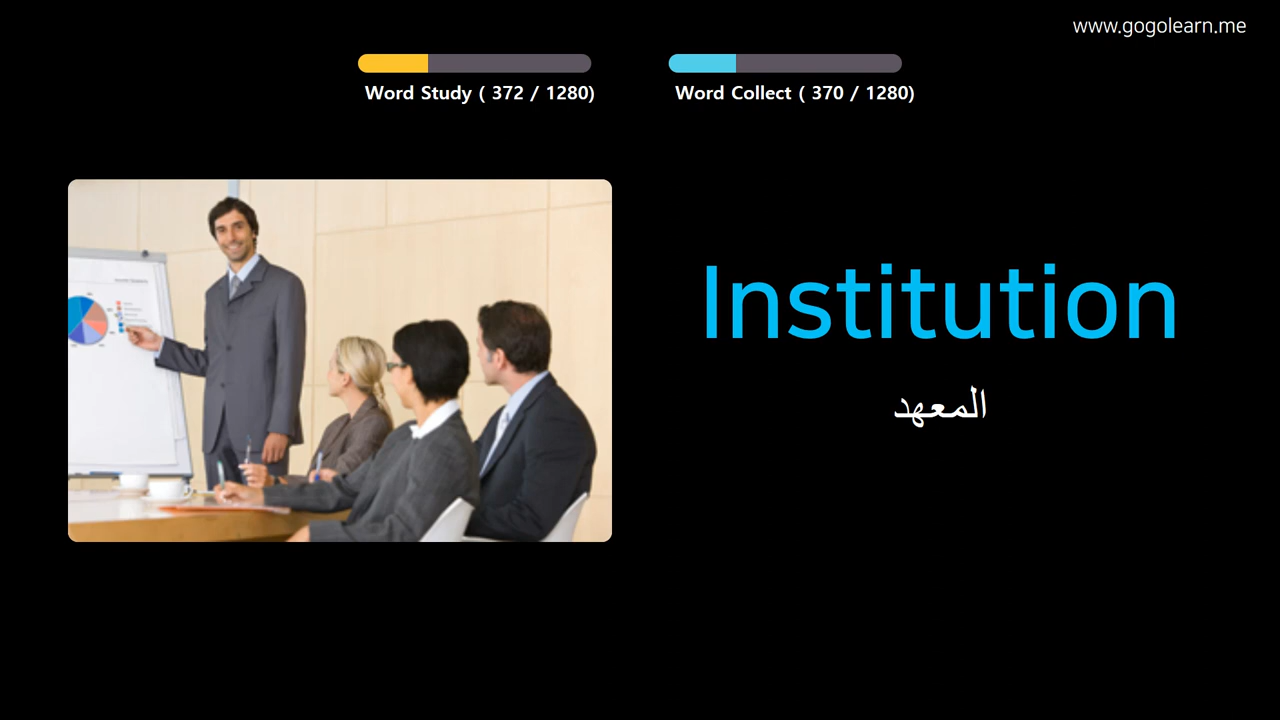 www.gogolearn.me
Word Study ( 372 / 1280)
Word Collect ( 370 / 1280)
Institution
المعهد